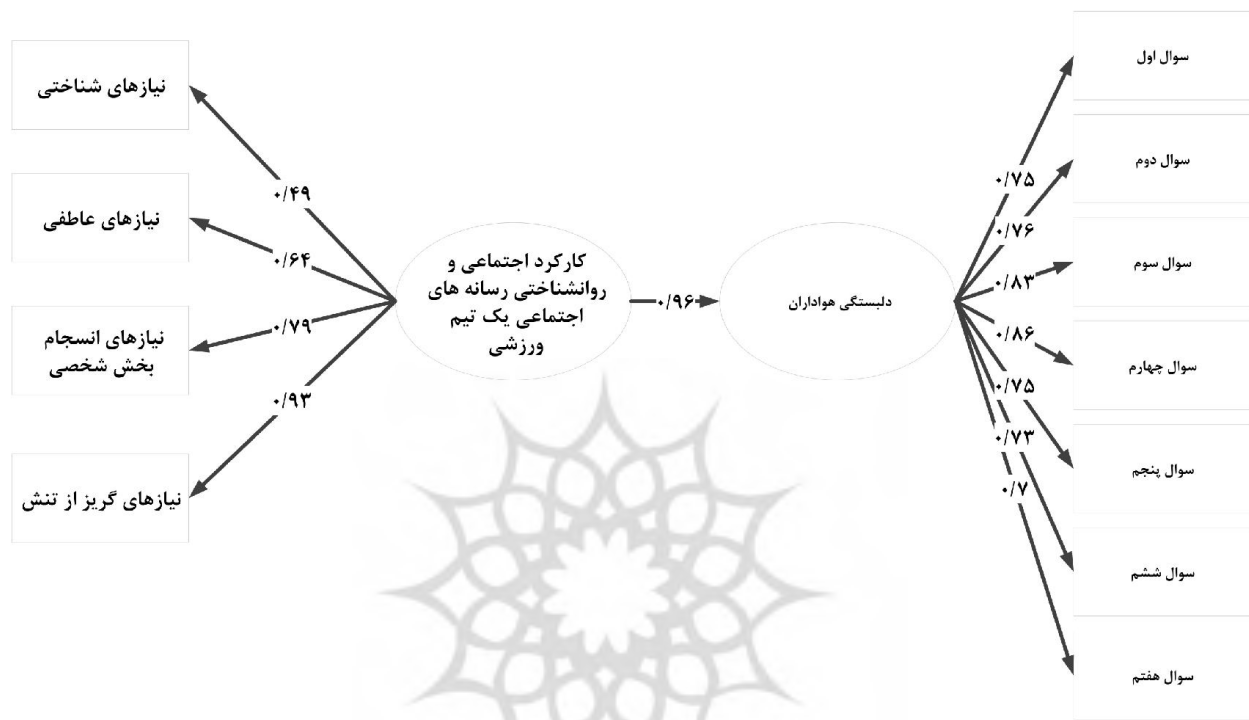 نیازهای شناختی
نیازهای عاطفی
نیازهای انسجام
بخش شخصی
نیازهای گریز از تنش
۰/۴۹
۰/۶۴
۰/۷۹
۰/۹۳
کارکرد اجتماعی و
روانشناختی رسانه های
اجتماعی یک تیم
ورزشی
۰/۹۶
دلبستگی هواداران
۰/۷۵
۰/۷۶
۰/۸۳
۰/۸۶
۰/۷۵
۰/۷۳
۰/۷
سوال اول
سوال دوم
سوال سوم
سوال چهارم
سوال پنجم
سوال ششم
سوال هفتم